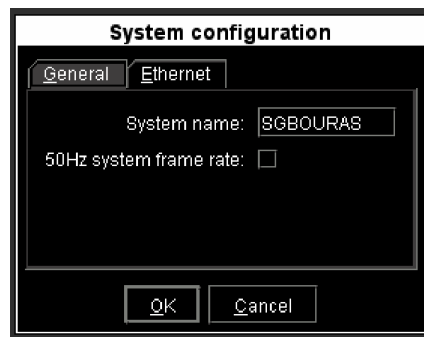 System configuration
General Ethernet
System name: SGBOURAS
50Hz system frame rate:
OK Cancel